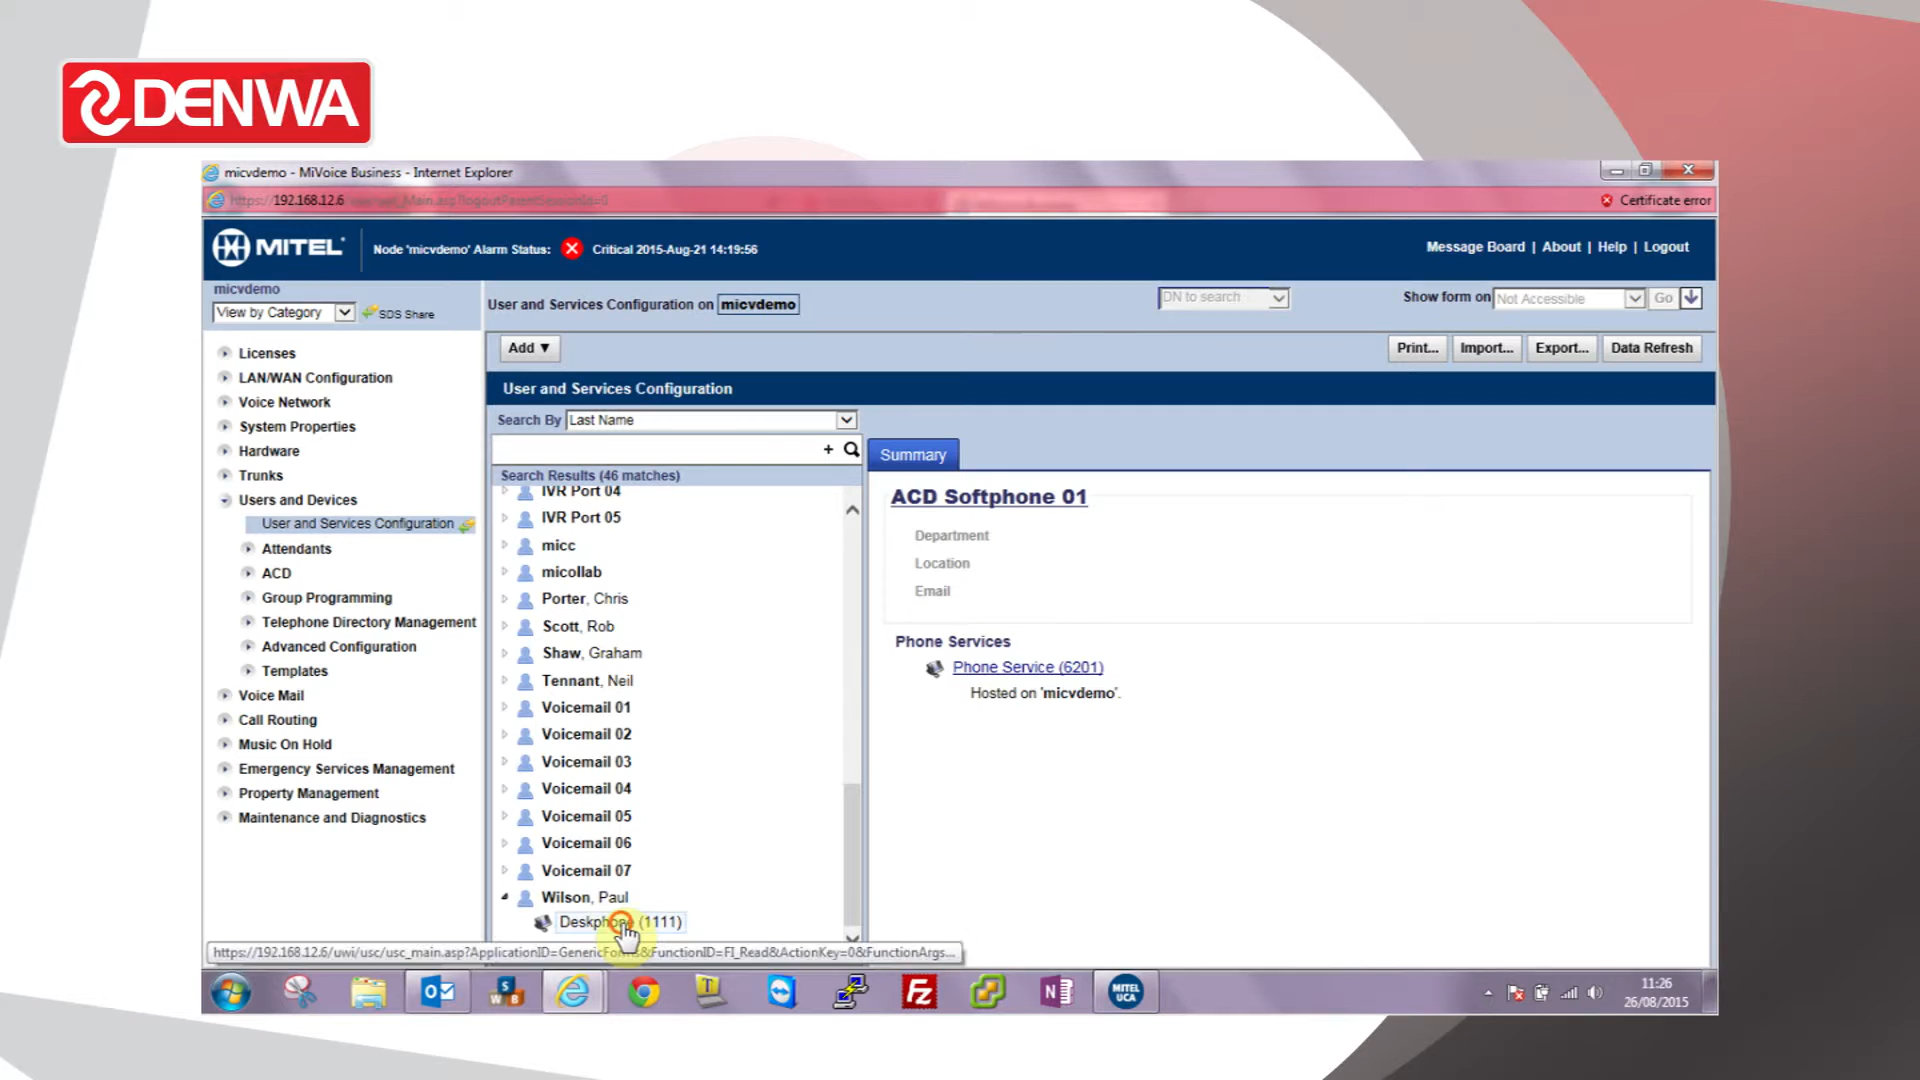 DENWA
micvdemo - MiVoice Business - Internet Explorer
https://192.168.12.6
Certificate error
MITEL
Node 'micvdemo' Alarm Status: Critical 2015-Aug-21 14:19:56
Message Board | About | Help | Logout
micvdemo
View by Category SDS Share
User and Services Configuration on micvdemo
DN to search
Show form on Not Accessible Go
Add ▼
Print... Import... Export... Data Refresh
Licenses
LAN/WAN Configuration
Voice Network
System Properties
Hardware
Trunks
Users and Devices
User and Services Configuration
Attendants
ACD
Group Programming
Telephone Directory Management
Advanced Configuration
Templates
Voice Mail
Call Routing
Music On Hold
Emergency Services Management
Property Management
Maintenance and Diagnostics
User and Services Configuration
Search By Last Name
+
Search Results (46 matches)
IVR Port 04
IVR Port 05
micc
micollab
Porter, Chris
Scott, Rob
Shaw, Graham
Tennant, Neil
Voicemail 01
Voicemail 02
Voicemail 03
Voicemail 04
Voicemail 05
Voicemail 06
Voicemail 07
Wilson, Paul
Deskphone (1111)
Summary
ACD Softphone 01
Department
Location
Email
Phone Services
Phone Service (6201)
Hosted on 'micvdemo'.
https://192.168.12.6/uwi/usc/usc_main.asp?ApplicationID=GenericForms&FunctionID=FI_Read&ActionKey=0&FunctionArgs...
MITEL
UCA
11:26
26/08/2015